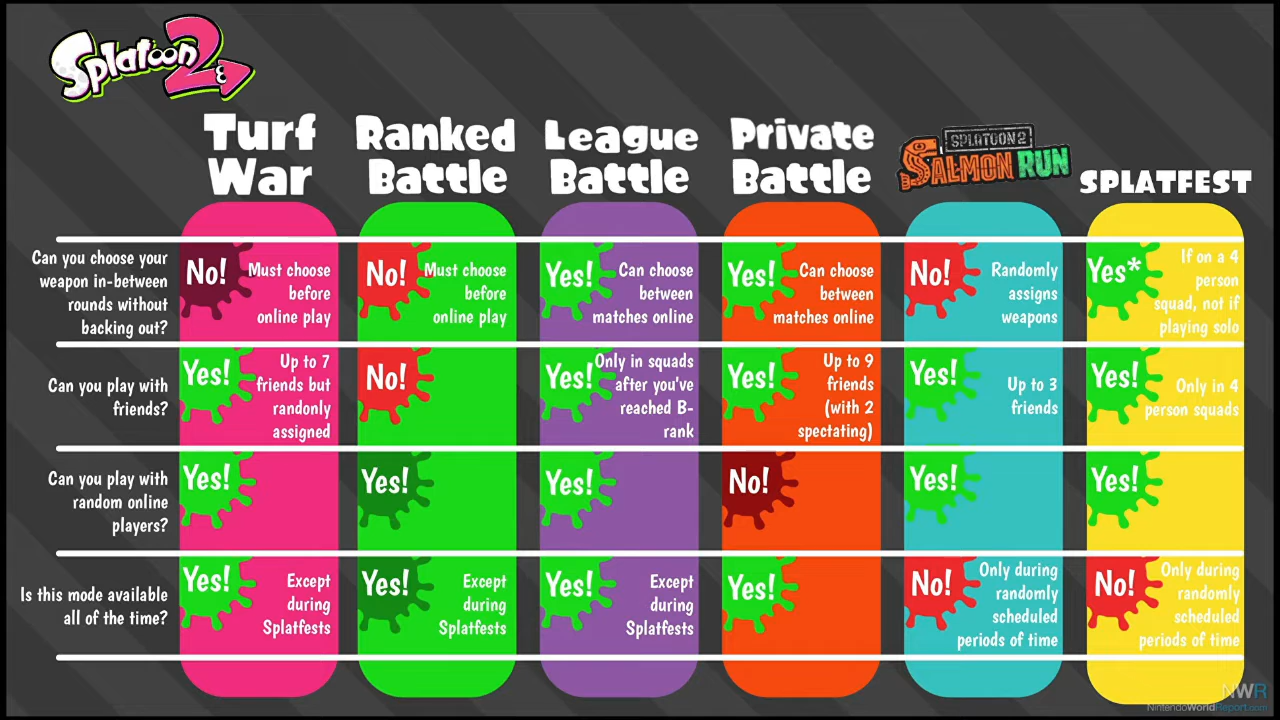 Splatoon 2
Turf War
Ranked Battle
League Battle
Private Battle
SPLATOON 2
SALMON RUN
SPLATFEST
Can you choose your
weapon in-between
rounds without
backing out?
No!
Must choose
before
online play
No!
Must choose
before
online play
Yes!
Can choose
between
matches online
Yes!
Can choose
between
matches online
No!
Randomly
assigns
weapons
Yes*
If on a 4
person
squad, not if
playing solo
Can you play with
friends?
Yes!
Up to 7
friends but
randonly
assigned
No!
Yes!
Only in squads
after you've
reached B-
rank
Yes!
Up to 9
friends
(with 2
spectating)
Yes!
Up to 3
friends
Yes!
Only in 4
person squads
Can you play with
random online
players?
Yes!
Yes!
Yes!
No!
Yes!
Yes!
Is this mode available
all of the time?
Yes!
Except
during
Splatfests
Yes!
Except
during
Splatfests
Yes!
Except
during
Splatfests
Yes!
No!
Only during
randomly
scheduled
periods of time
No!
Only during
randomly
scheduled
periods of time
NWR
NintendoWorldReport.com